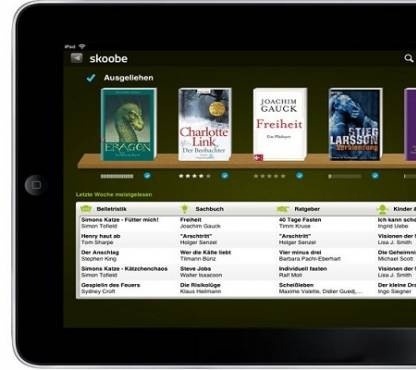 iPad
skoobe
Ausgeliehen
ERAGON
Charlotte
Link
Der Beobachter
JOACHIM
GAUCK
Freiheit
Ein Plädoyer
STIEG
LARSSON
Verblendung
Letzte Woche meistgelesen
Belletristik
Simons Katze - Fütter mich!
Simon Tofield
Henry haut ab
Tom Sharpe
Der Anschlag
Stephen King
Simons Katze - Kätzchenchaos
Simon Tofield
Gespielin des Feuers
Sydney Croft
Sachbuch
Freiheit
Joachim Gauck
"Arschtritt"
Holger Senzel
Wer die Kälte liebt
Tilmann Bünz
Steve Jobs
Walter Isaacson
Die Risikolüge
Klaus Heilmann
Ratgeber
40 Tage Fasten
Timm Kruse
"Arschtritt"
Holger Senzel
Vier minus drei
Barbara Pachl-Eberhart
Individuell fasten
Ralf Moll
Scheißleben
Maxime Valette, Didier Guedj,...
Kinder &
Ich kann sche
Ingrid Uebe
Visionen der
Lisa J. Smith
Die Geheimni
Michael Scott
Visionen der
Lisa J. Smith
Der kleine Dra
Ingo Siegner